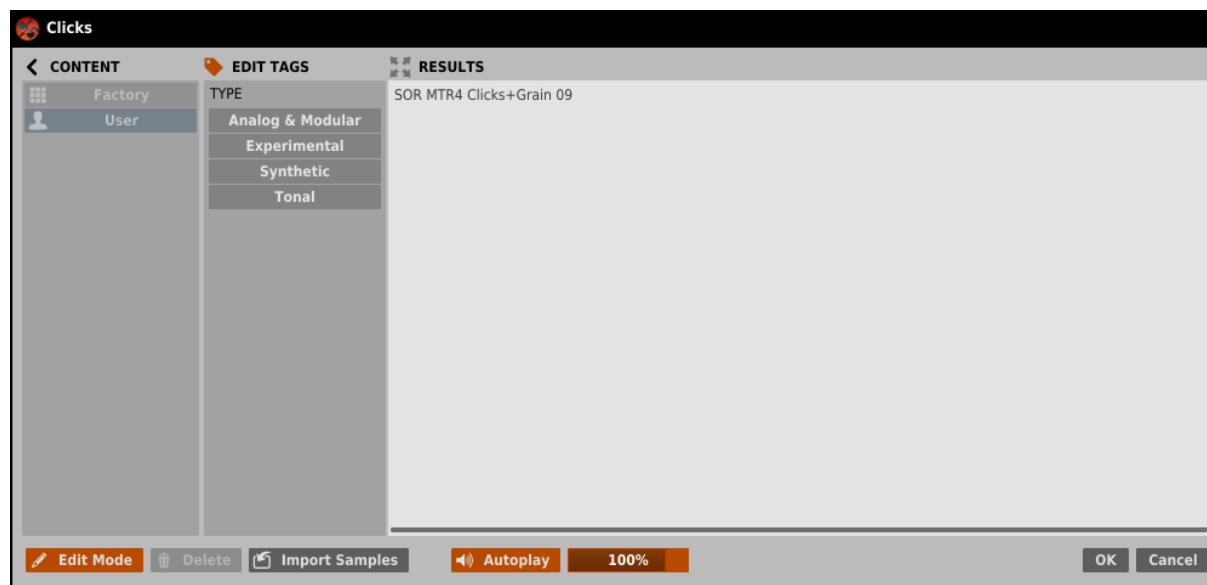 Clicks
CONTENT
EDIT TAGS
RESULTS
Factory
User
TYPE
Analog & Modular
Experimental
Synthetic
Tonal
SOR MTR4 Clicks+Grain 09
Edit Mode
Delete
Import Samples
Autoplay
100%
OK
Cancel